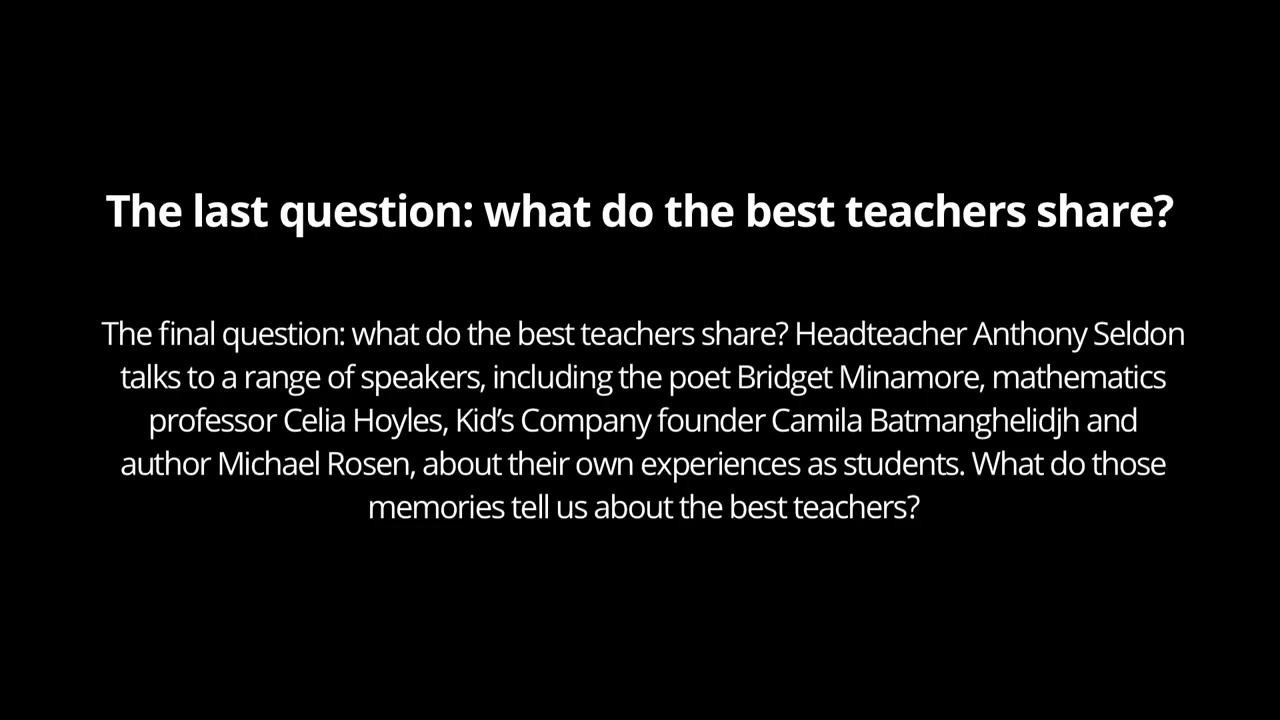 The last question: what do the best teachers share?
The final question: what do the best teachers share? Headteacher Anthony Seldon
talks to a range of speakers, including the poet Bridget Minamore, mathematics
professor Celia Hoyles, Kid’s Company founder Camila Batmanghelidjh and
author Michael Rosen, about their own experiences as students. What do those
memories tell us about the best teachers?